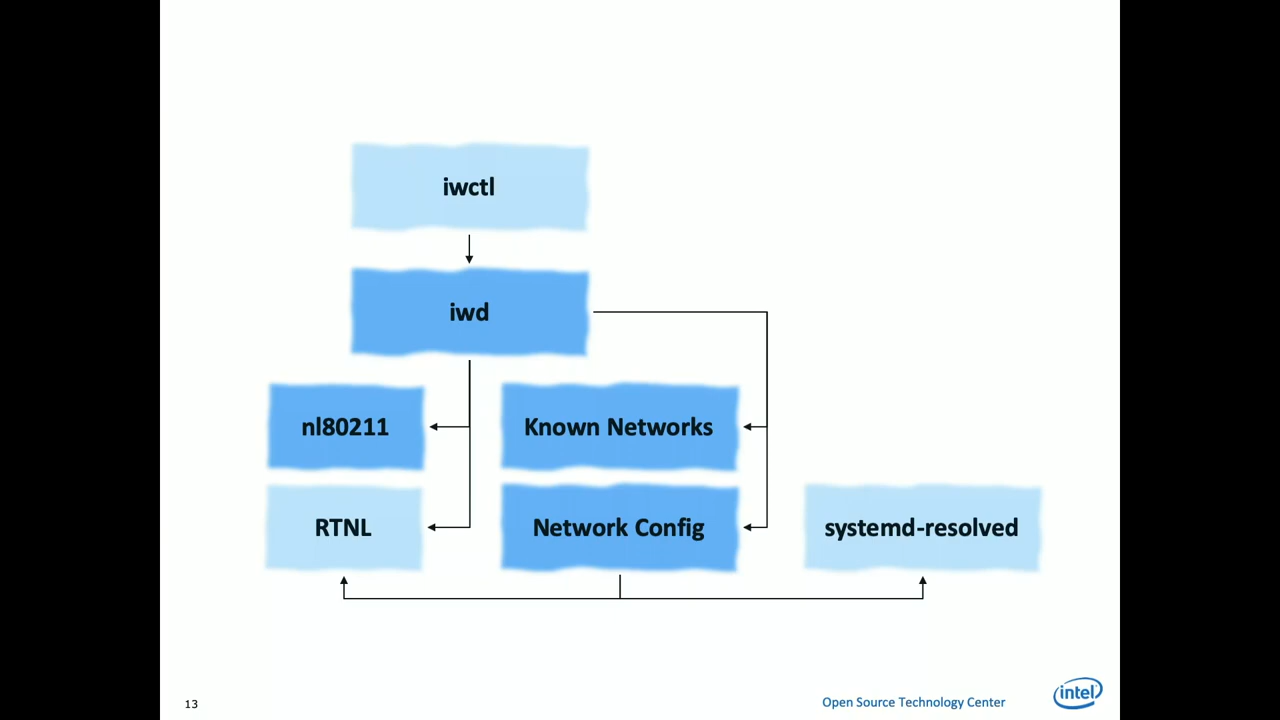 iwctl
iwd
nl80211
Known Networks
RTNL
Network Config
systemd-resolved
13
Open Source Technology Center
intel